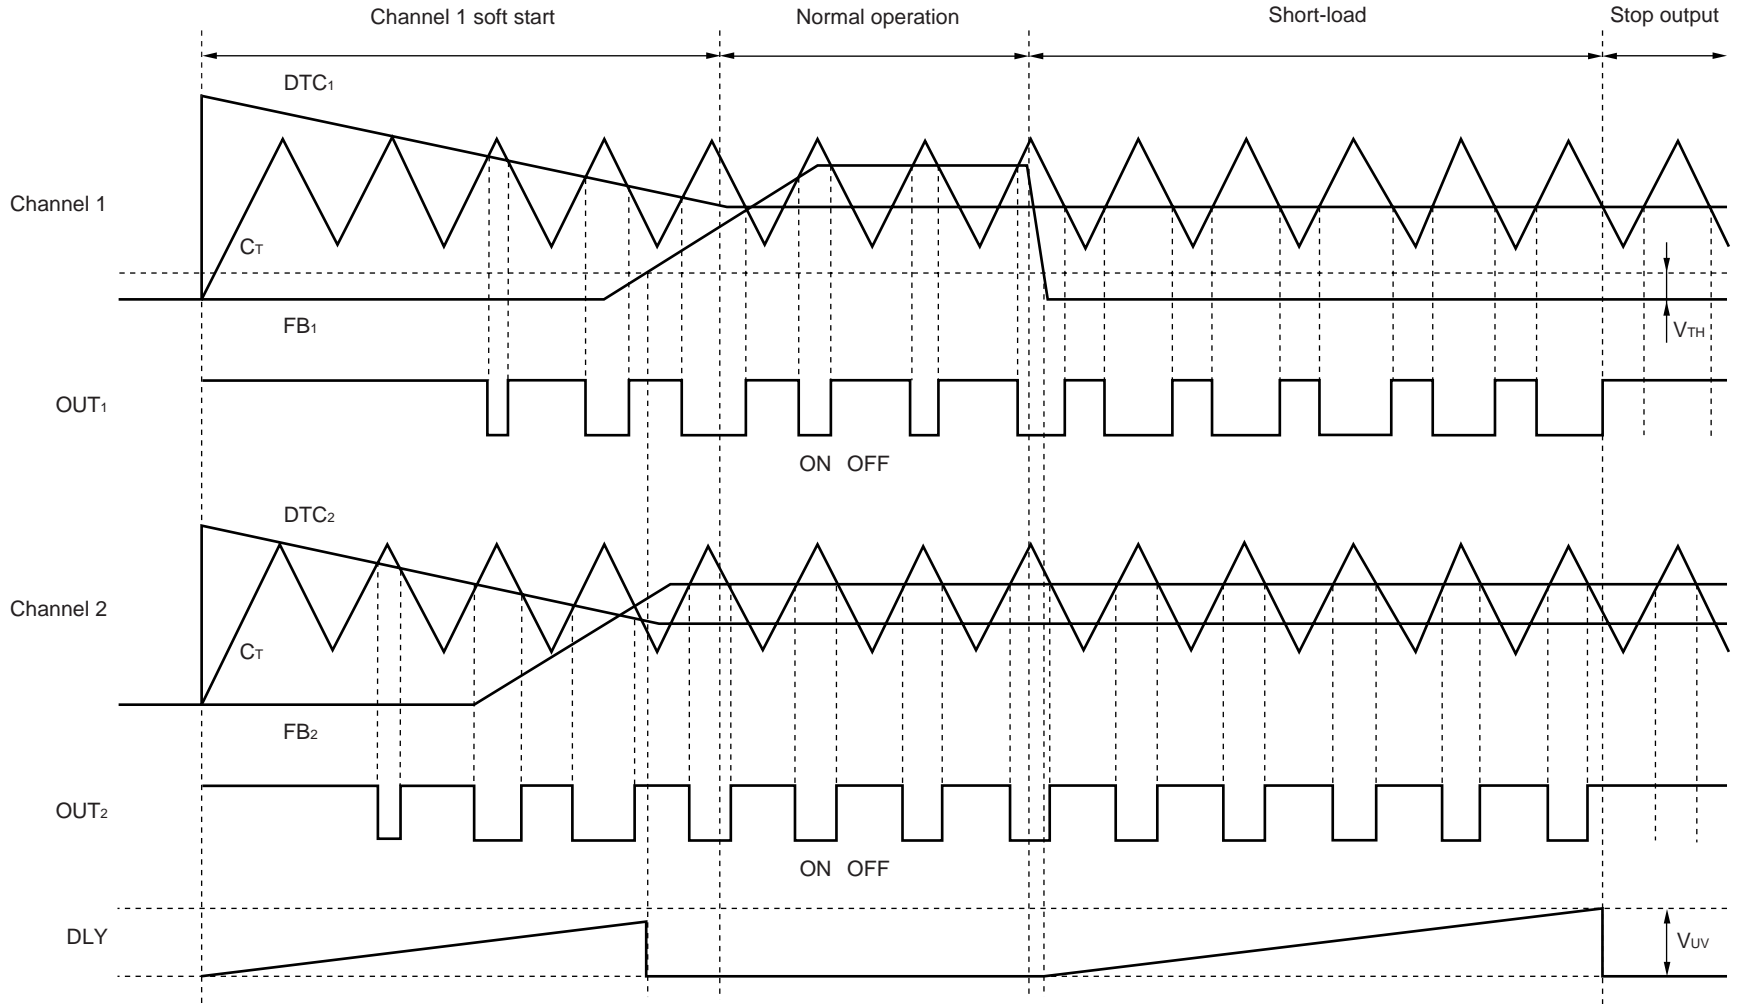 Channel 1 soft start
Normal operation
Short-load
Stop output
DTC1
Channel 1
CT
FB1
VTH
OUT1
ON OFF
DTC2
Channel 2
CT
FB2
OUT2
ON OFF
DLY
VUV